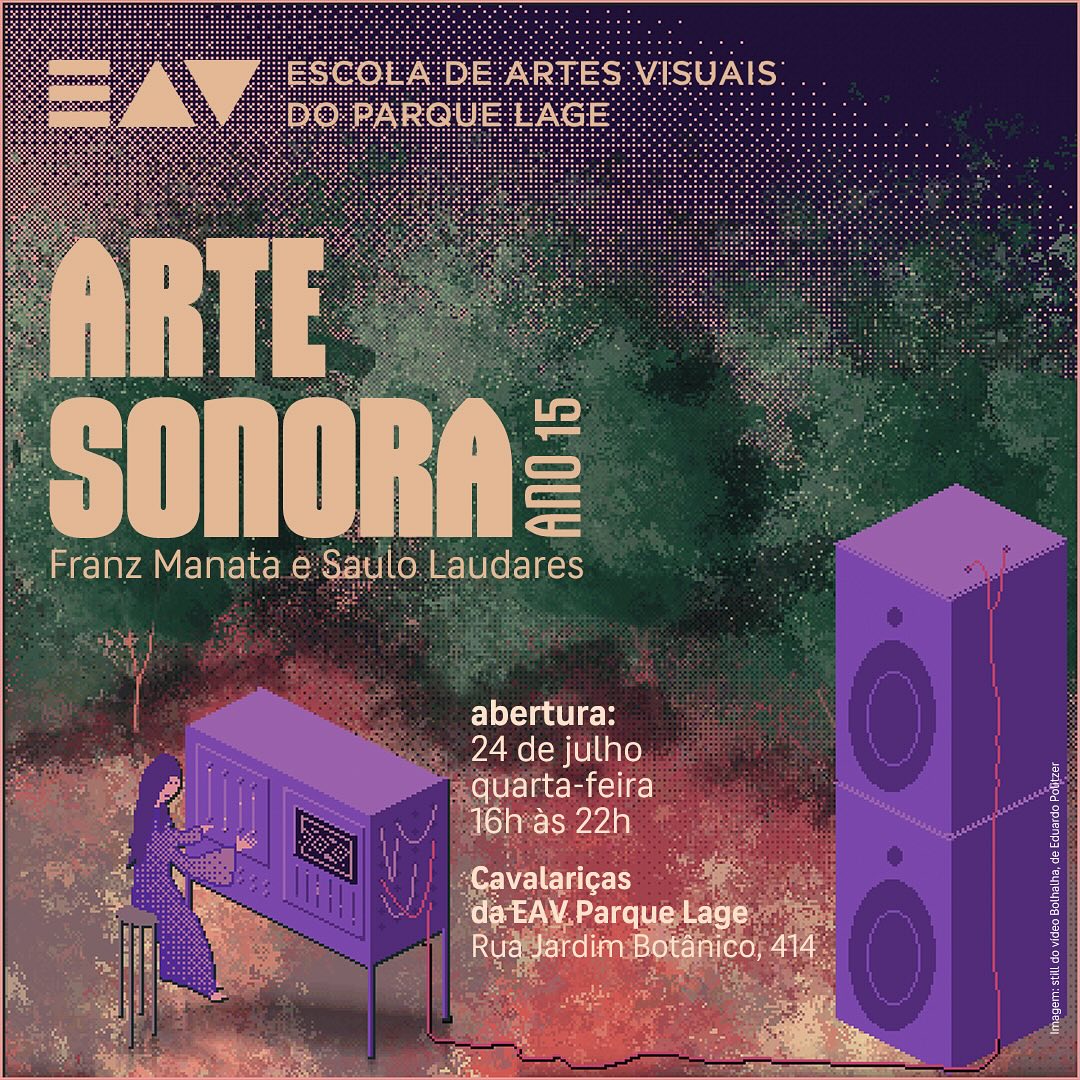 EAV
ESCOLA DE ARTES VISUAIS
DO PARQUE LAGE
ARTE
SONORA
ANO 15
Franz Manata e Saulo Laudares
abertura:
24 de julho
quarta-feira
16h às 22h
Cavalariças
da EAV Parque Lage
Rua Jardim Botânico, 414
Imagem: still do vídeo Bolhalha, de Eduardo Politzer